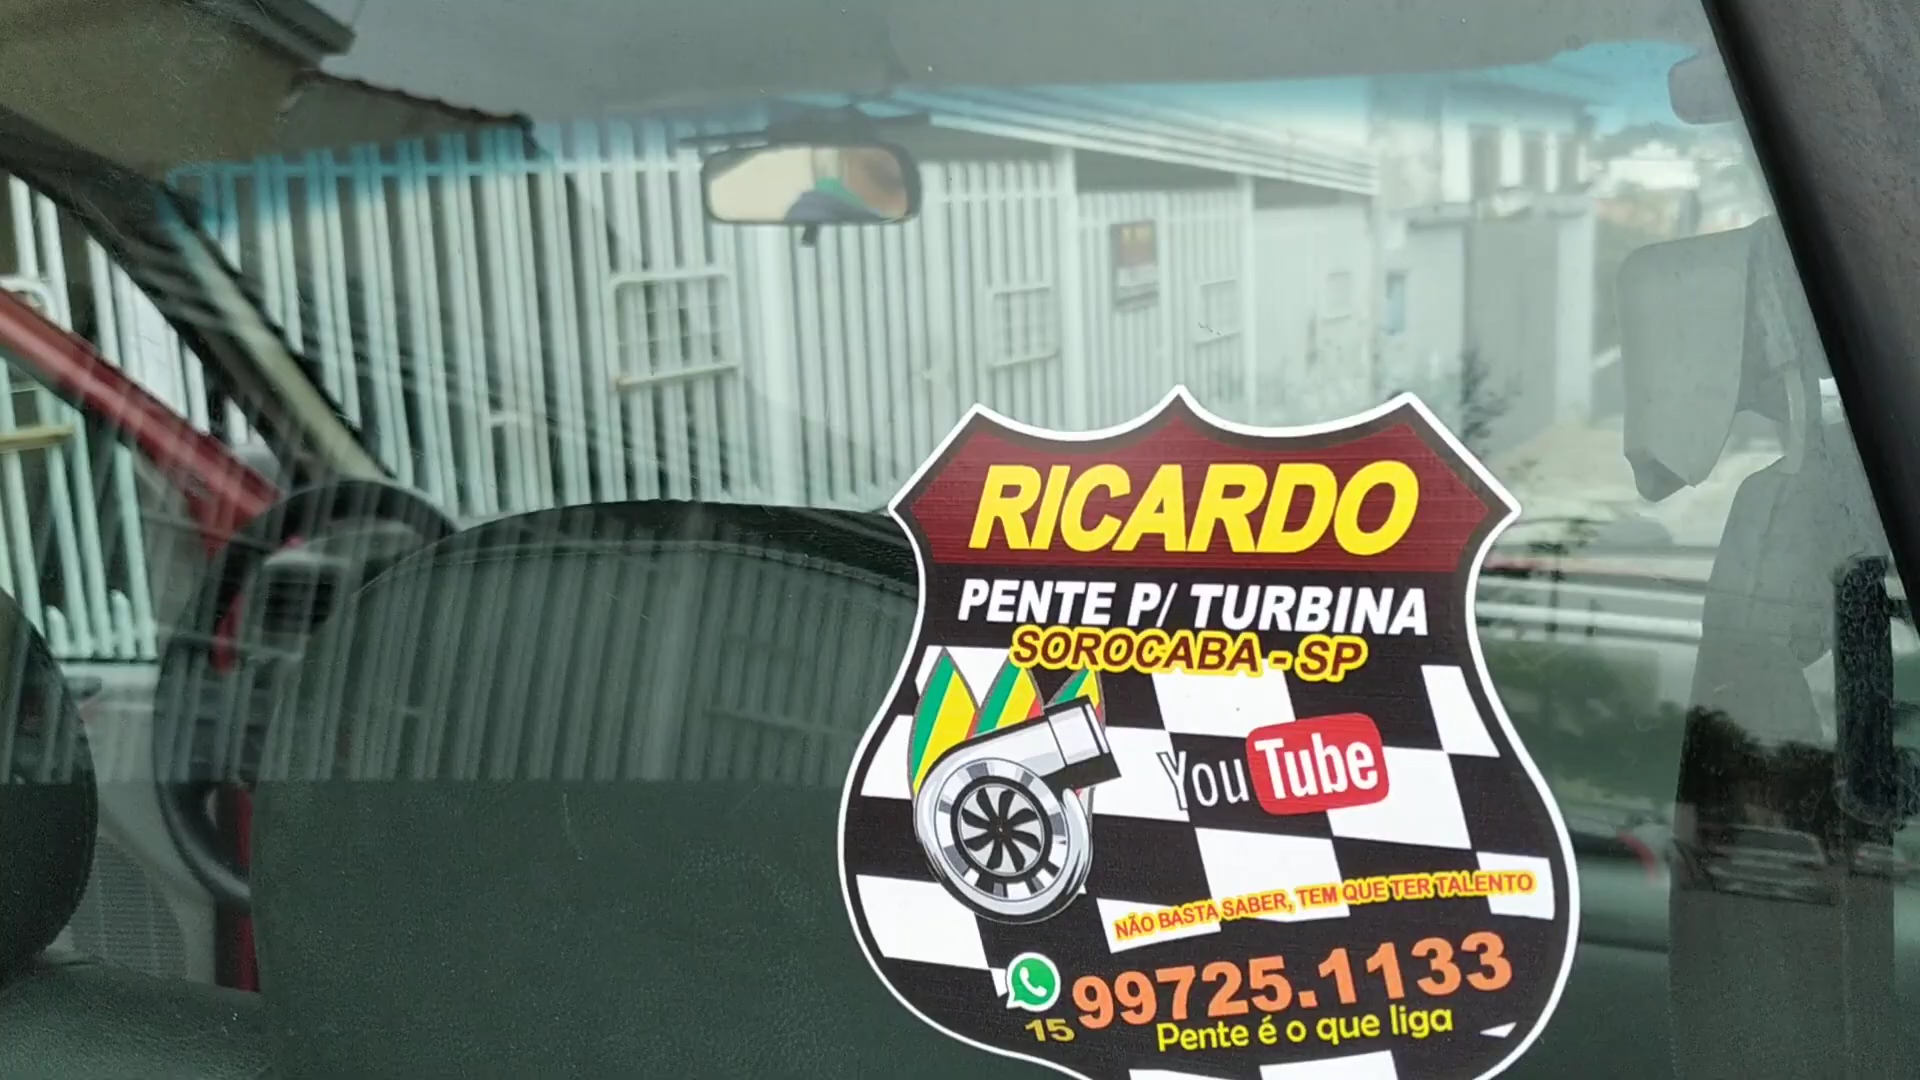 RICARDO
PENTE P/ TURBINA
SOROCABA - SP
YouTube
NÃO BASTA SABER, TEM QUE TER TALENTO
15 99725.1133
Pente é o que liga